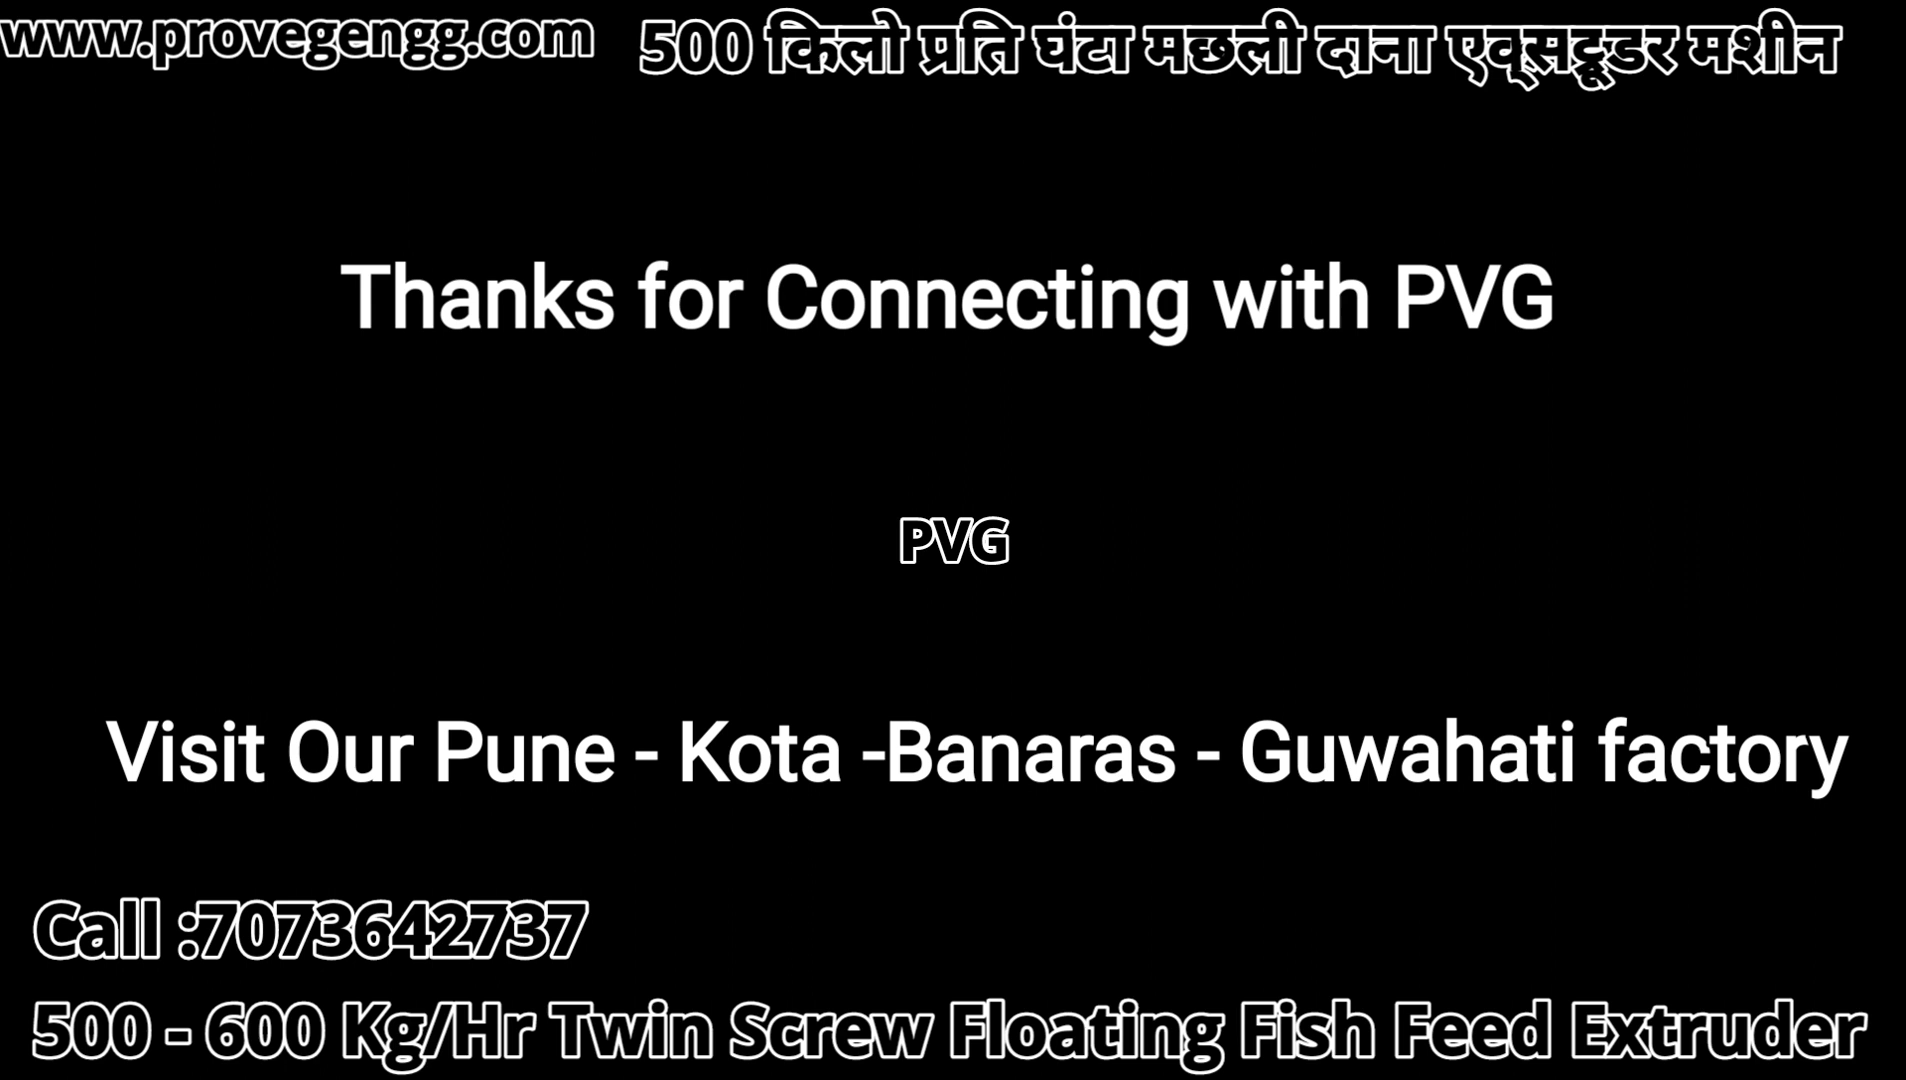 www.provegengg.com
500 किलो प्रति घंटा मछली दाना एक्सट्रूडर मशीन
Thanks for Connecting with PVG
PVG
Visit Our Pune - Kota -Banaras - Guwahati factory
Call :7073642737
500 - 600 Kg/Hr Twin Screw Floating Fish Feed Extruder